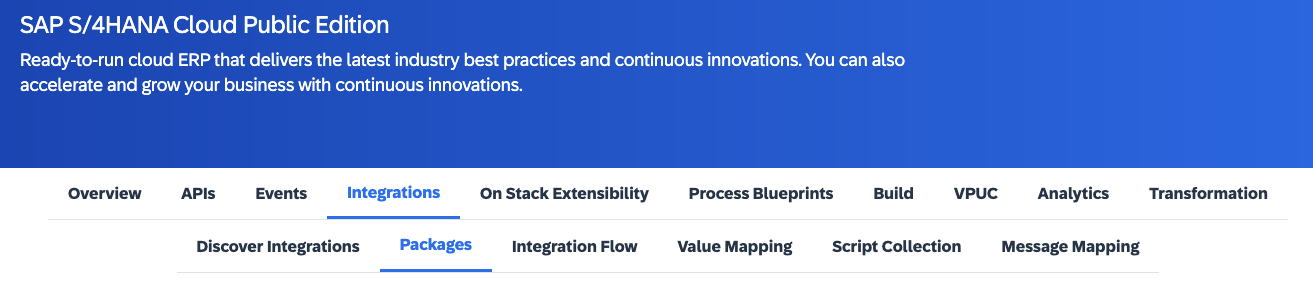 SAP S/4HANA Cloud Public Edition
Ready-to-run cloud ERP that delivers the latest industry best practices and continuous innovations. You can also
accelerate and grow your business with continuous innovations.
Overview APIs Events Integrations On Stack Extensibility Process Blueprints Build VPUC Analytics Transformation
Discover Integrations Packages Integration Flow Value Mapping Script Collection Message Mapping